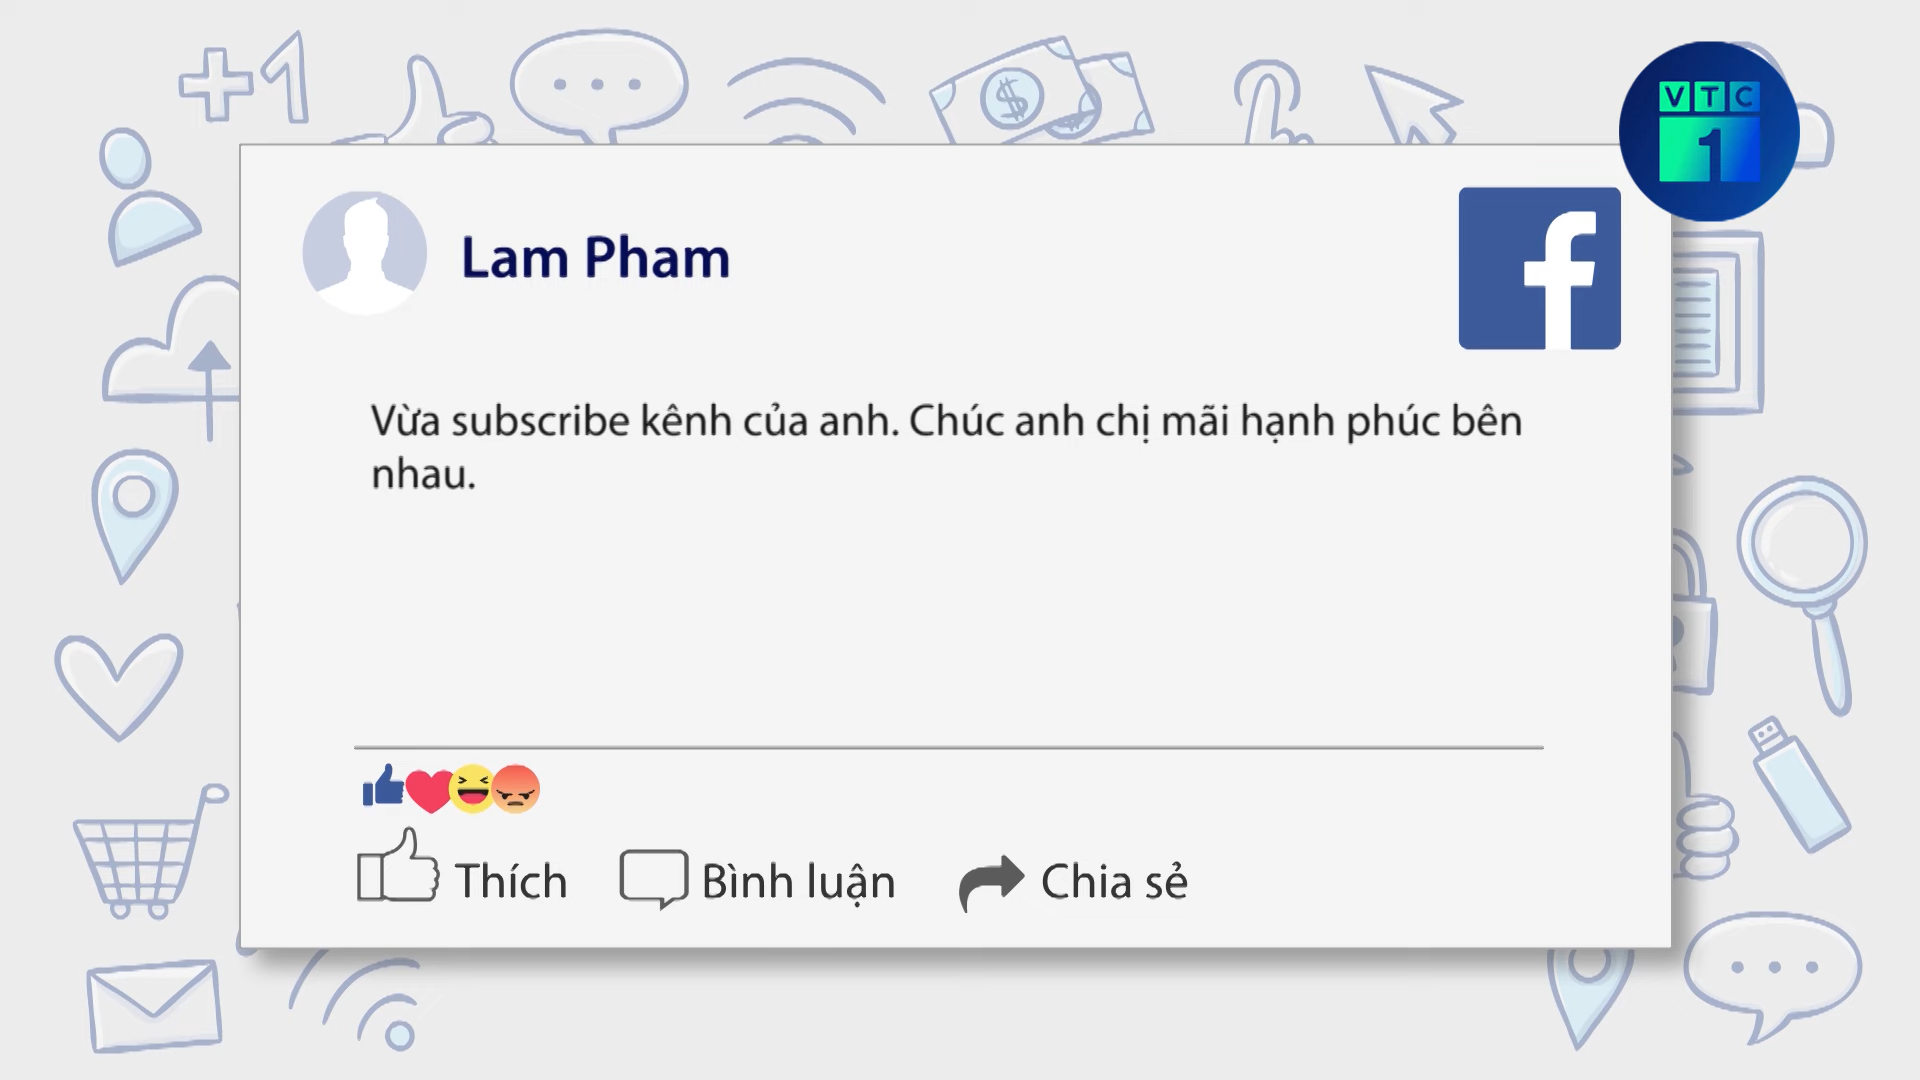 +1
VTC
1
Lam Pham
Vừa subscribe kênh của anh. Chúc anh chị mãi hạnh phúc bên
nhau.
Thích Bình luận Chia sẻ